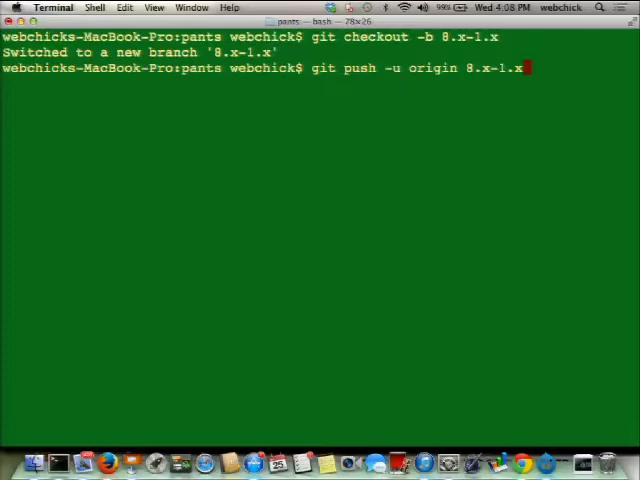 Terminal Shell Edit View Window Help 99% Wed 4:08 PM webchick
pants — bash — 78×26
webchicks-MacBook-Pro:pants webchick$ git checkout -b 8.x-1.x
Switched to a new branch '8.x-1.x'
webchicks-MacBook-Pro:pants webchick$ git push -u origin 8.x-1.x
25